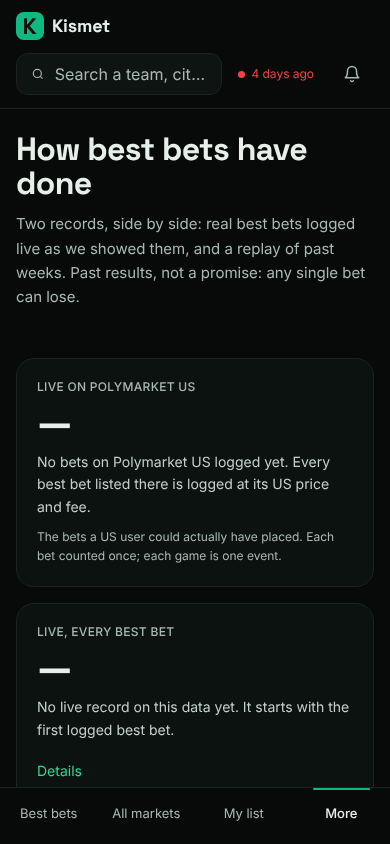 Kismet
Search a team, cit...
4 days ago
How best bets have
done
Two records, side by side: real best bets logged
live as we showed them, and a replay of past
weeks. Past results, not a promise: any single bet
can lose.
LIVE ON POLYMARKET US
—
No bets on Polymarket US logged yet. Every
best bet listed there is logged at its US price
and fee.
The bets a US user could actually have placed. Each
bet counted once; each game is one event.
LIVE, EVERY BEST BET
—
No live record on this data yet. It starts with the
first logged best bet.
Details
Best bets
All markets
My list
More